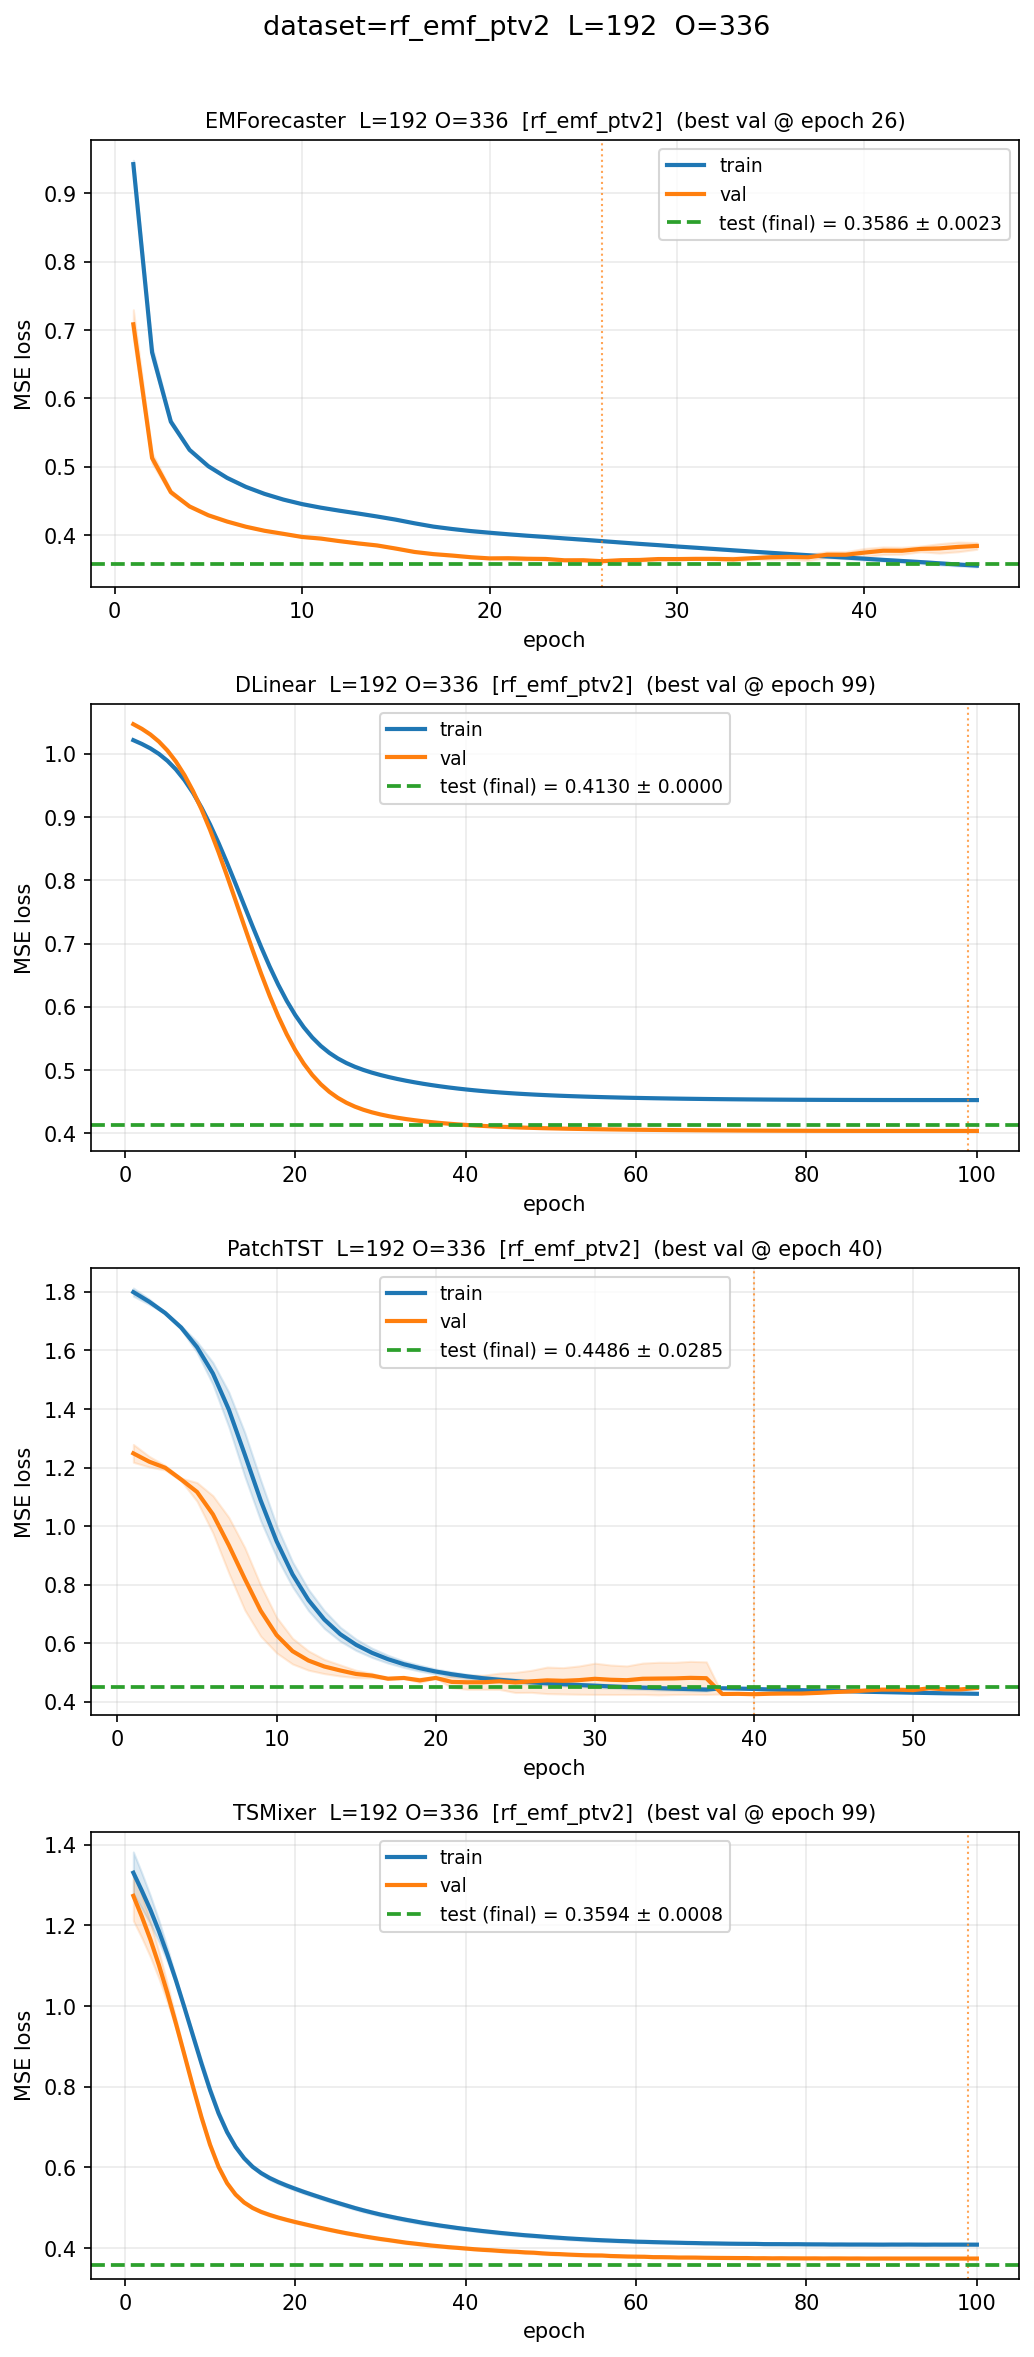 dataset=rf_emf_ptv2  L=192  O=336
EMForecaster  L=192 O=336  [rf_emf_ptv2]  (best val @ epoch 26)
train
val
test (final) = 0.3586 ± 0.0023
0.9
0.8
0.7
0.6
0.5
0.4
MSE loss
0 10 20 30 40
epoch
DLinear  L=192 O=336  [rf_emf_ptv2]  (best val @ epoch 99)
train
val
test (final) = 0.4130 ± 0.0000
1.0
0.9
0.8
0.7
0.6
0.5
0.4
MSE loss
0 20 40 60 80 100
epoch
PatchTST  L=192 O=336  [rf_emf_ptv2]  (best val @ epoch 40)
train
val
test (final) = 0.4486 ± 0.0285
1.8
1.6
1.4
1.2
1.0
0.8
0.6
0.4
MSE loss
0 10 20 30 40 50
epoch
TSMixer  L=192 O=336  [rf_emf_ptv2]  (best val @ epoch 99)
train
val
test (final) = 0.3594 ± 0.0008
1.4
1.2
1.0
0.8
0.6
0.4
MSE loss
0 20 40 60 80 100
epoch